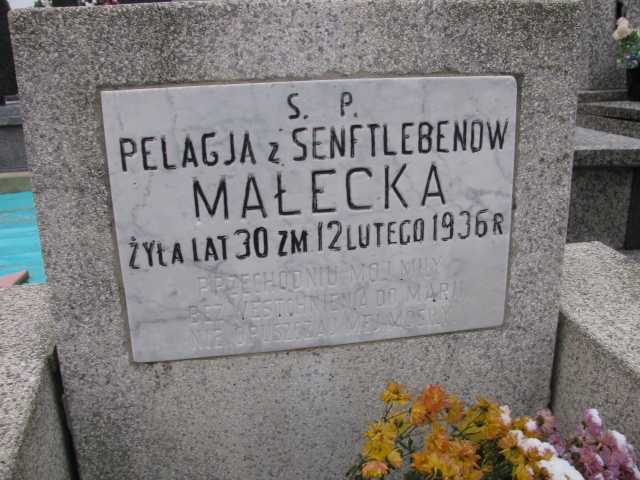 S. P.
PELAGJA z SENFTLEBENOW
MAŁECKA
ŻYŁA LAT 30 ZM 12 LUTEGO 1936 R
PRZECHODNIU MOJ MIŁY
BEZ WESTCHNIENIA DO MARJI
NIE OPUSZCZAJ MEJ MOGIŁY